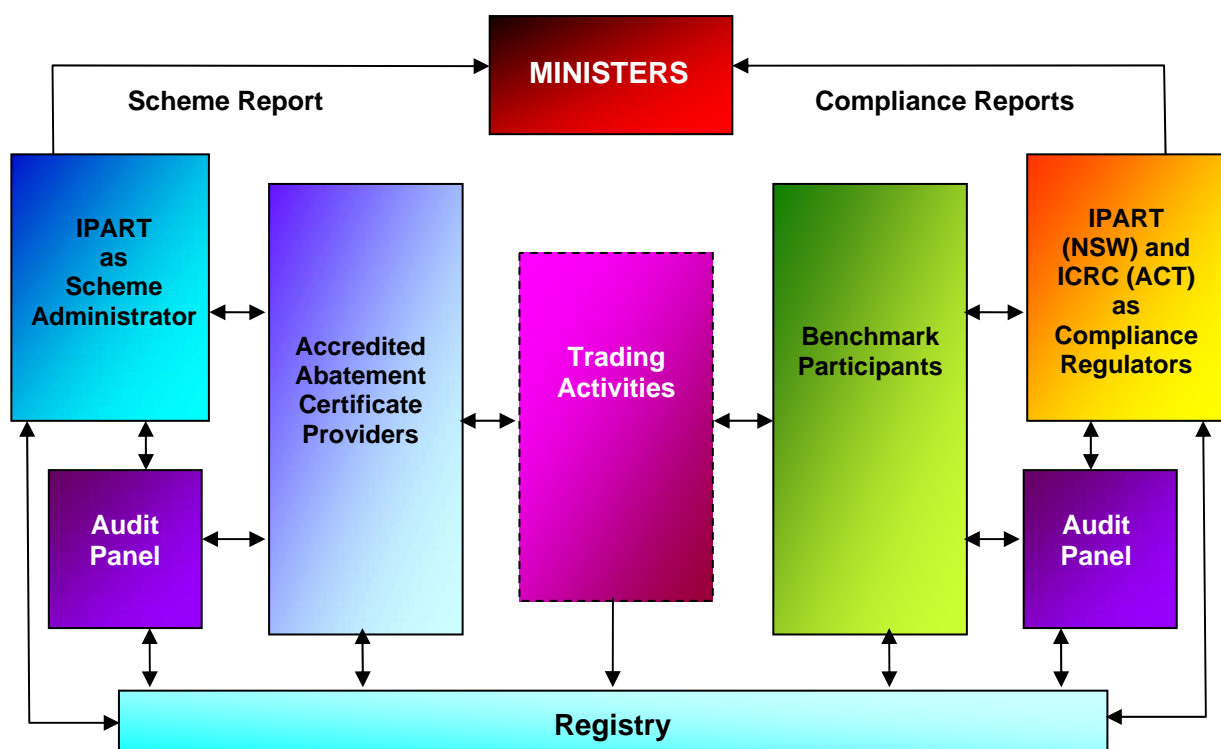 MINISTERS
Scheme Report
Compliance Reports
IPART
as
Scheme
Administrator
Accredited
Abatement
Certificate
Providers
Trading
Activities
Benchmark
Participants
IPART
(NSW) and
ICRC (ACT)
as
Compliance
Regulators
Audit
Panel
Audit
Panel
Registry